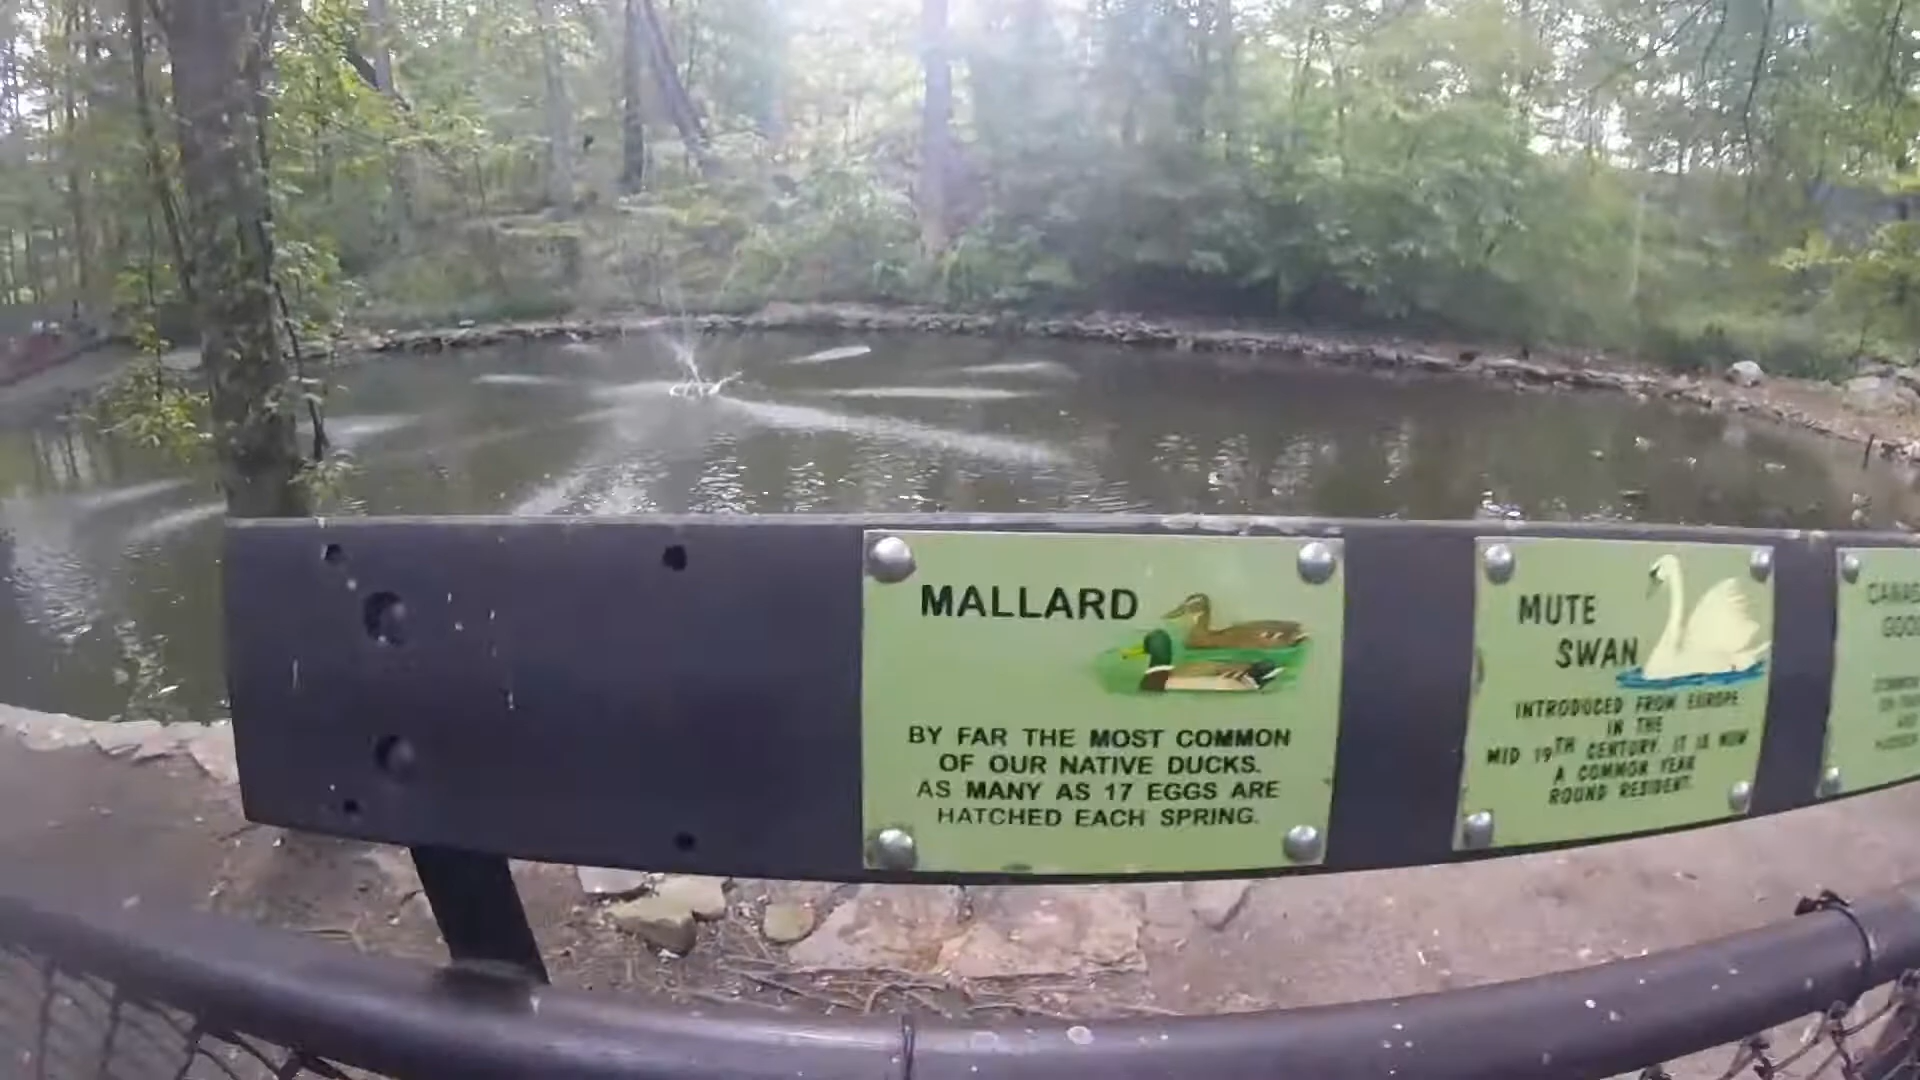 MALLARD
BY FAR THE MOST COMMON
OF OUR NATIVE DUCKS.
AS MANY AS 17 EGGS ARE
HATCHED EACH SPRING.
MUTE
SWAN
INTRODUCED FROM EUROPE
IN THE
MID 19TH CENTURY. IT IS NOW
A COMMON YEAR
ROUND RESIDENT.